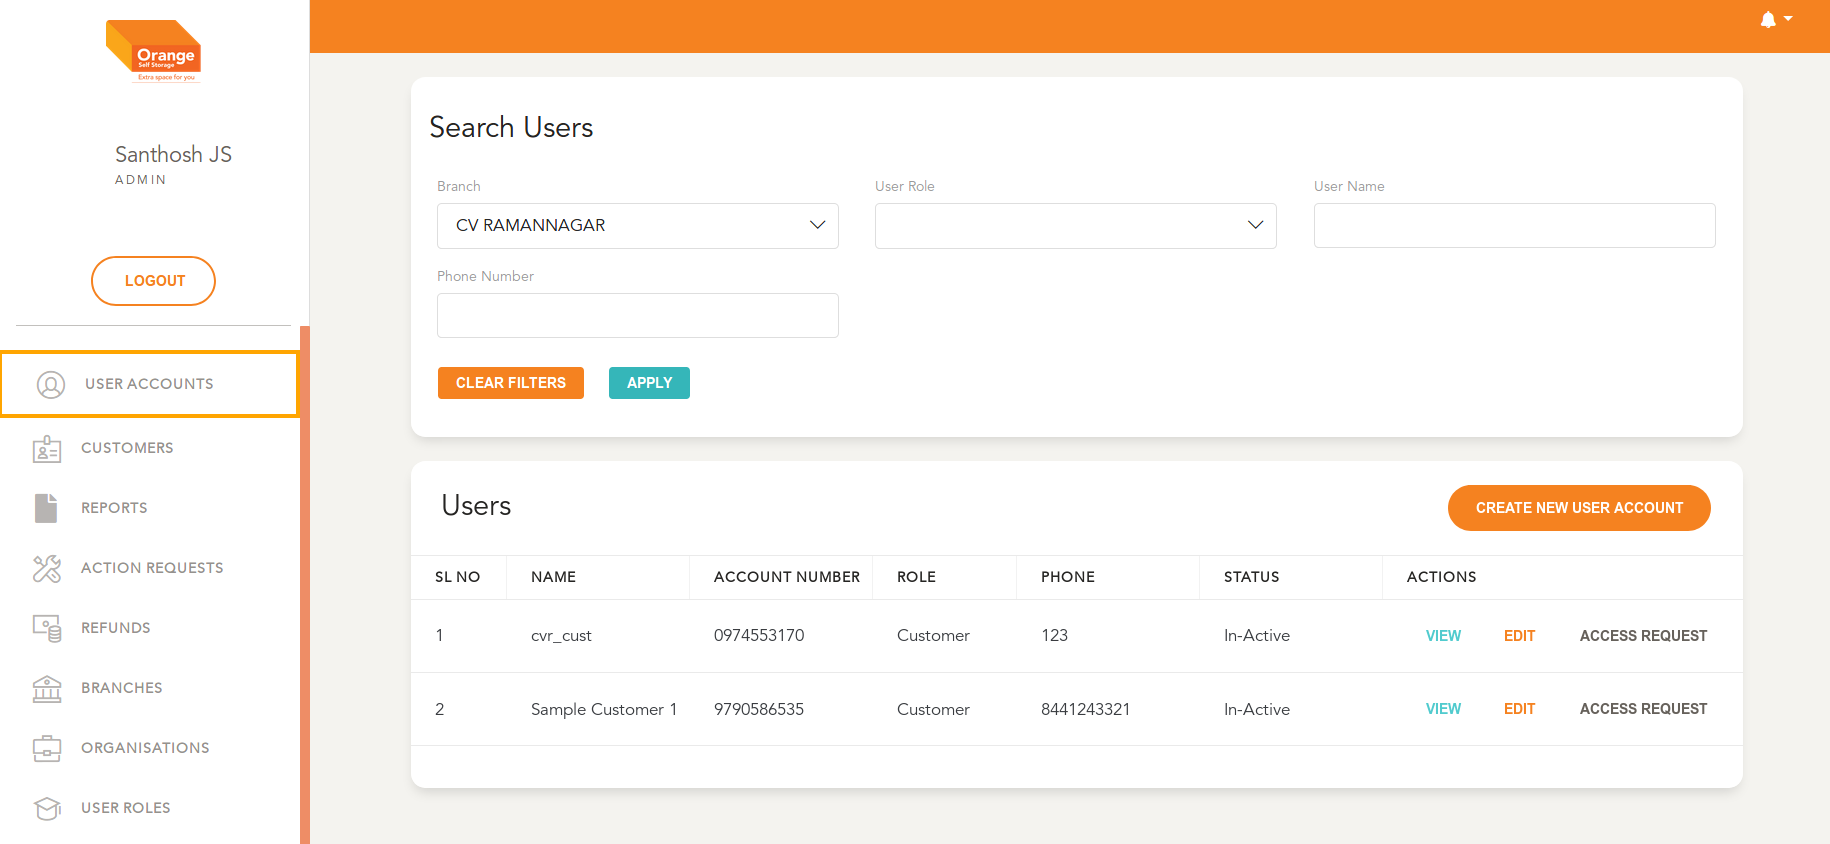 Orange
Self Storage
Extra space for you
Santhosh JS
ADMIN
LOGOUT
USER ACCOUNTS
CUSTOMERS
REPORTS
ACTION REQUESTS
REFUNDS
BRANCHES
ORGANISATIONS
USER ROLES
Search Users
Branch User Role User Name
CV RAMANNAGAR
Phone Number
CLEAR FILTERS APPLY
Users CREATE NEW USER ACCOUNT
SL NO NAME ACCOUNT NUMBER ROLE PHONE STATUS ACTIONS
1 cvr_cust 0974553170 Customer 123 In-Active VIEW EDIT ACCESS REQUEST
2 Sample Customer 1 9790586535 Customer 8441243321 In-Active VIEW EDIT ACCESS REQUEST